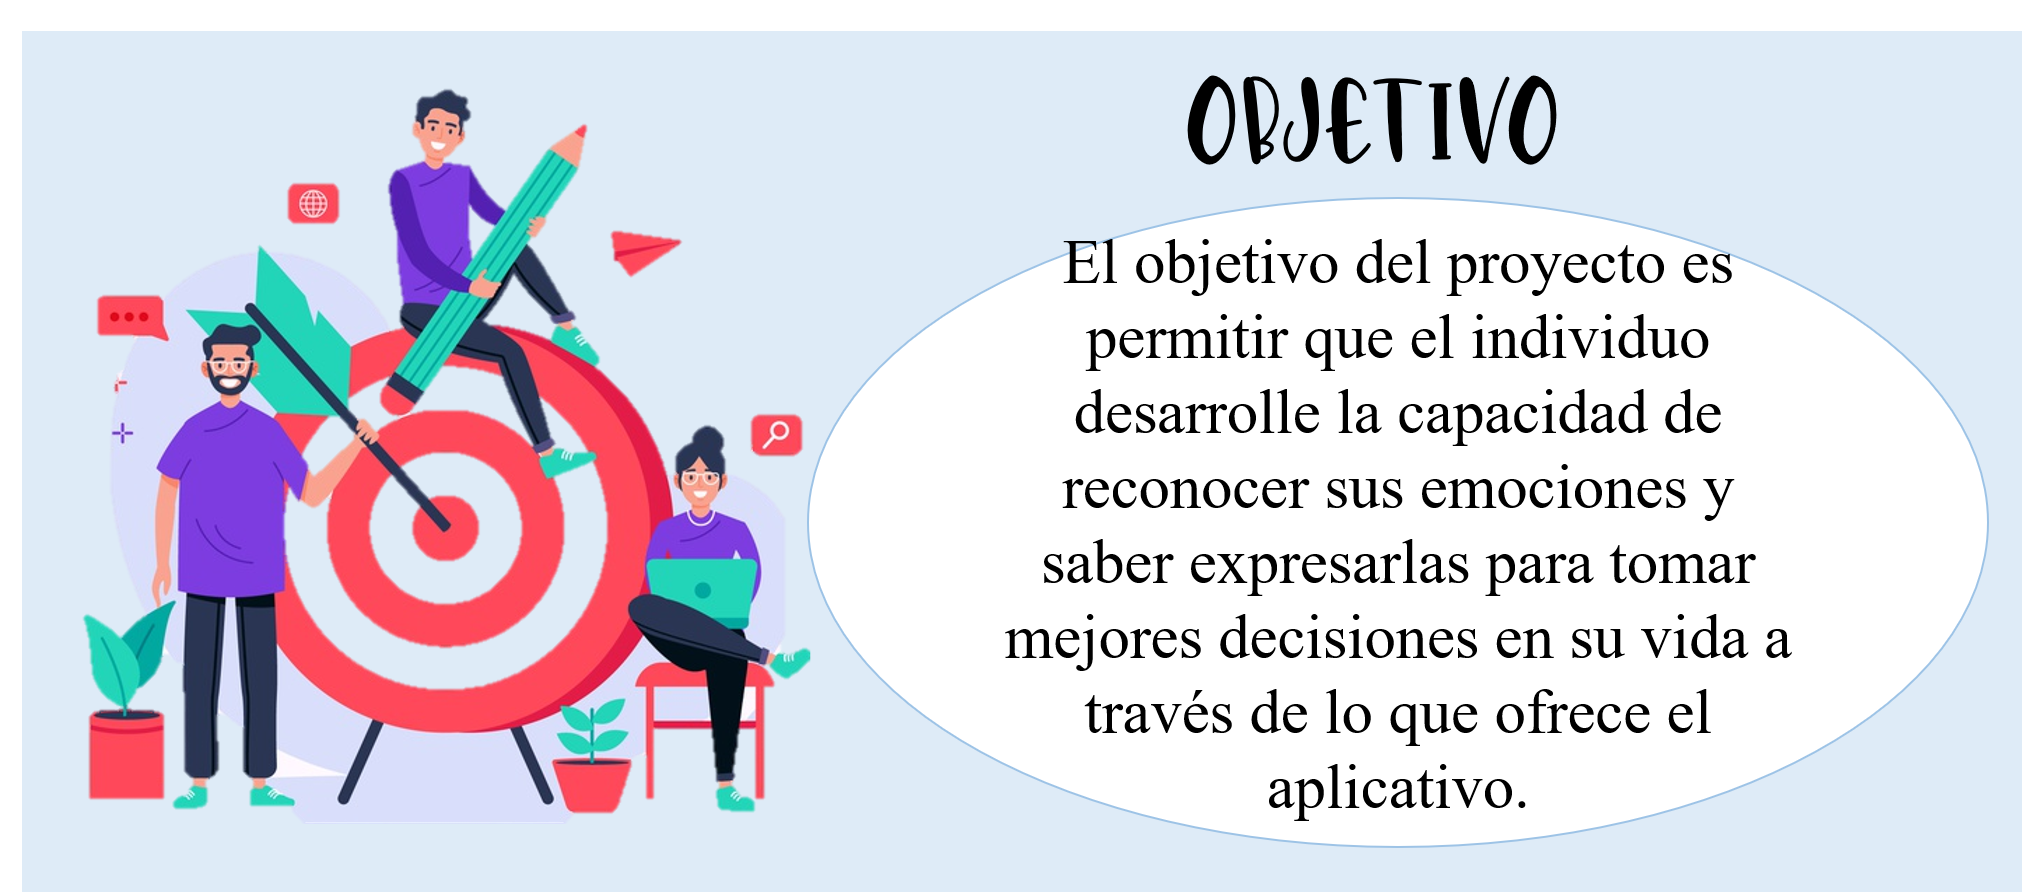 OBJETIVO
El objetivo del proyecto es
permitir que el individuo
desarrolle la capacidad de
reconocer sus emociones y
saber expresarlas para tomar
mejores decisiones en su vida a
través de lo que ofrece el
aplicativo.